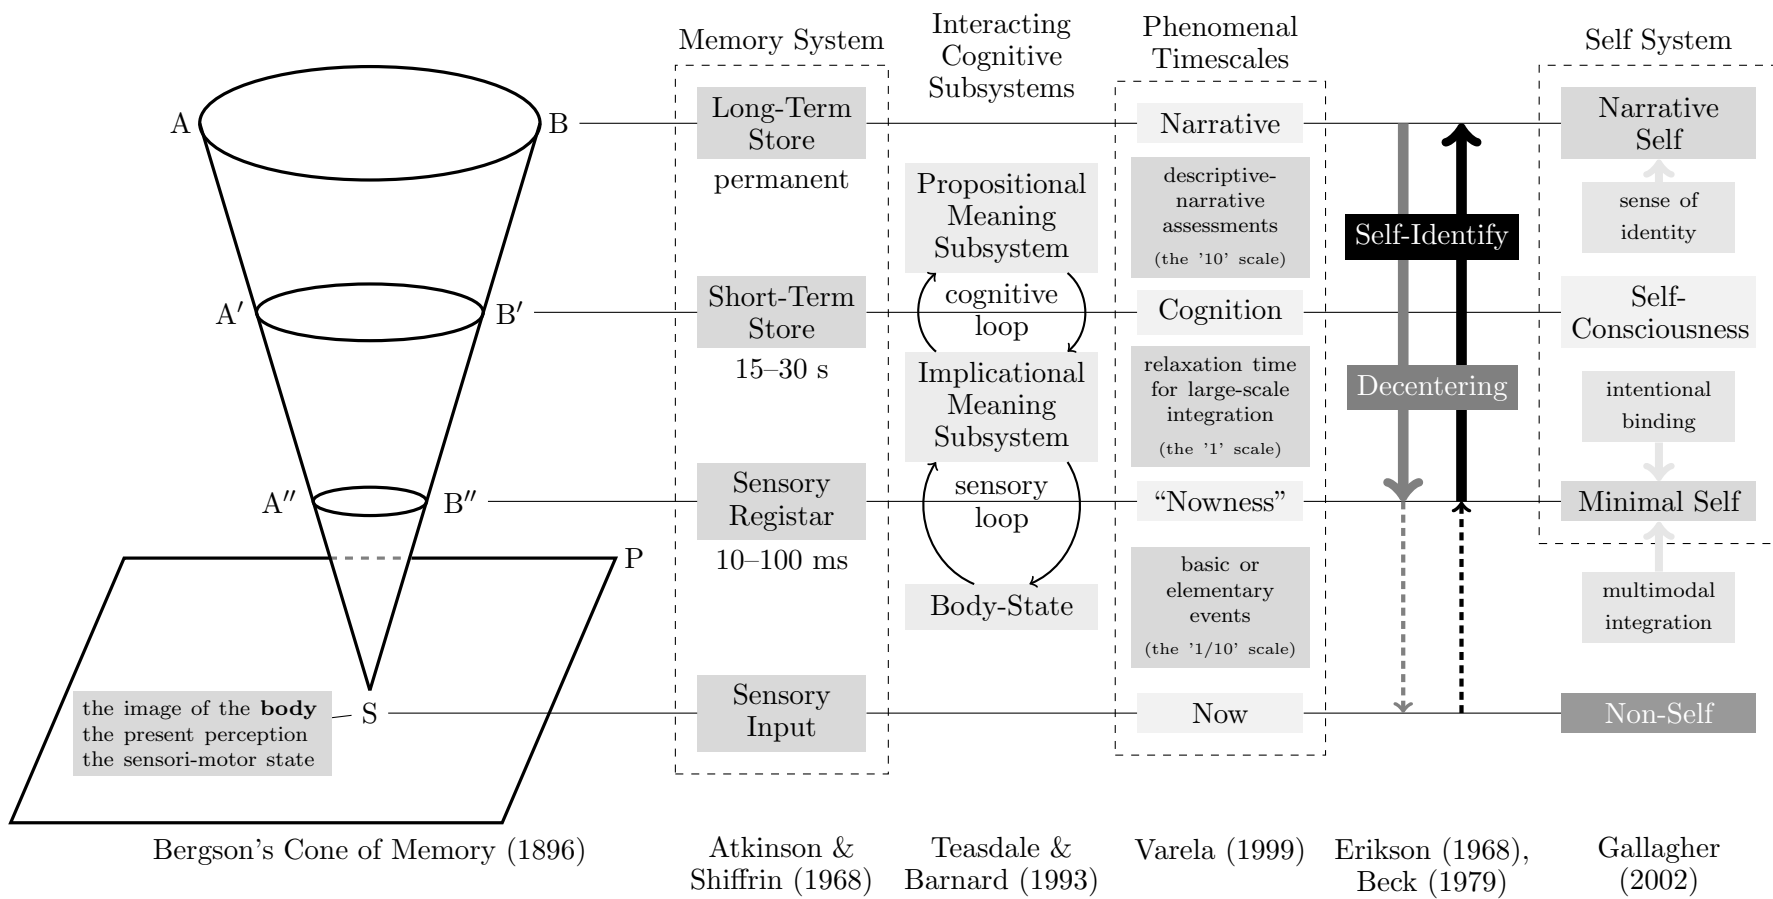 A
B
A′
B′
A′′
B′′
P
S
the image of the body
the present perception
the sensori-motor state
Bergson's Cone of Memory (1896)
Memory System
Long-Term
Store
permanent
Short-Term
Store
15–30 s
Sensory
Registar
10–100 ms
Sensory
Input
Atkinson &
Shiffrin (1968)
Interacting
Cognitive
Subsystems
Propositional
Meaning
Subsystem
cognitive
loop
Implicational
Meaning
Subsystem
sensory
loop
Body-State
Teasdale &
Barnard (1993)
Phenomenal
Timescales
Narrative
descriptive-
narrative
assessments
(the '10' scale)
Cognition
relaxation time
for large-scale
integration
(the '1' scale)
“Nowness”
basic or
elementary
events
(the '1/10' scale)
Now
Varela (1999)
Self-Identify
Decentering
Erikson (1968),
Beck (1979)
Self System
Narrative
Self
sense of
identity
Self-
Consciousness
intentional
binding
Minimal Self
multimodal
integration
Non-Self
Gallagher
(2002)